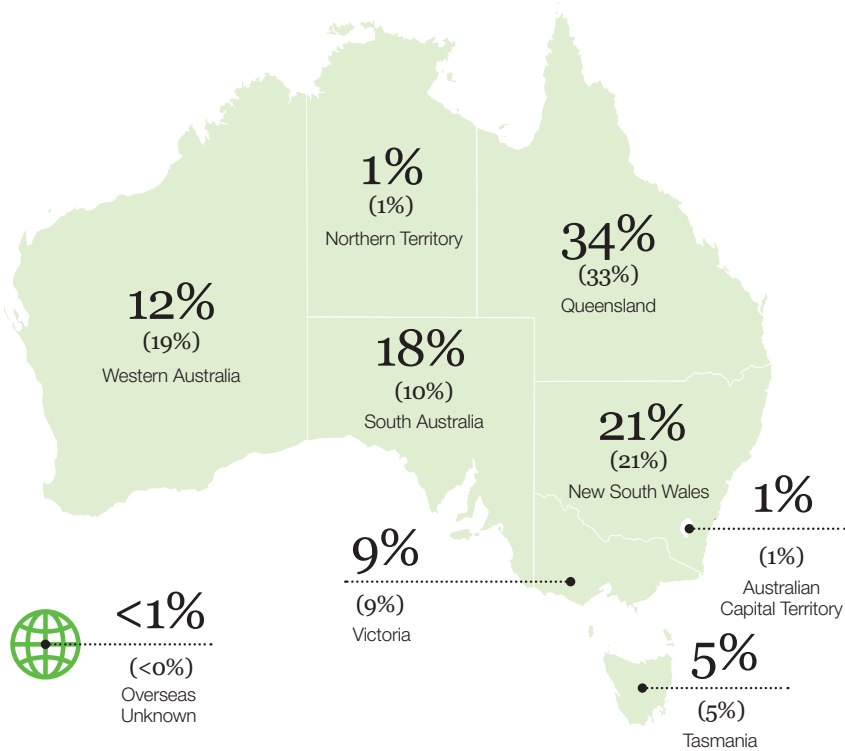 1%
(1%)
Northern Territory
34%
(33%)
Queensland
12%
(19%)
Western Australia
18%
(10%)
South Australia
21%
(21%)
New South Wales
1%
(1%)
Australian
Capital Territory
9%
(9%)
Victoria
<1%
(<0%)
Overseas
Unknown
5%
(5%)
Tasmania